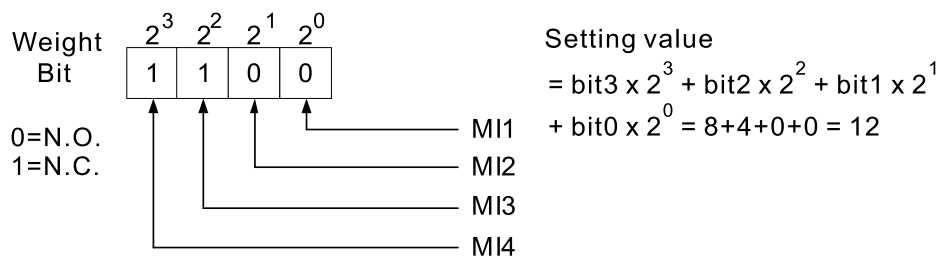 Weight 2^3 2^2 2^1 2^0
Bit 1 1 0 0
0=N.O.
1=N.C.
MI1
MI2
MI3
MI4
Setting value
= bit3 x 2^3 + bit2 x 2^2 + bit1 x 2^1
+ bit0 x 2^0 = 8+4+0+0 = 12